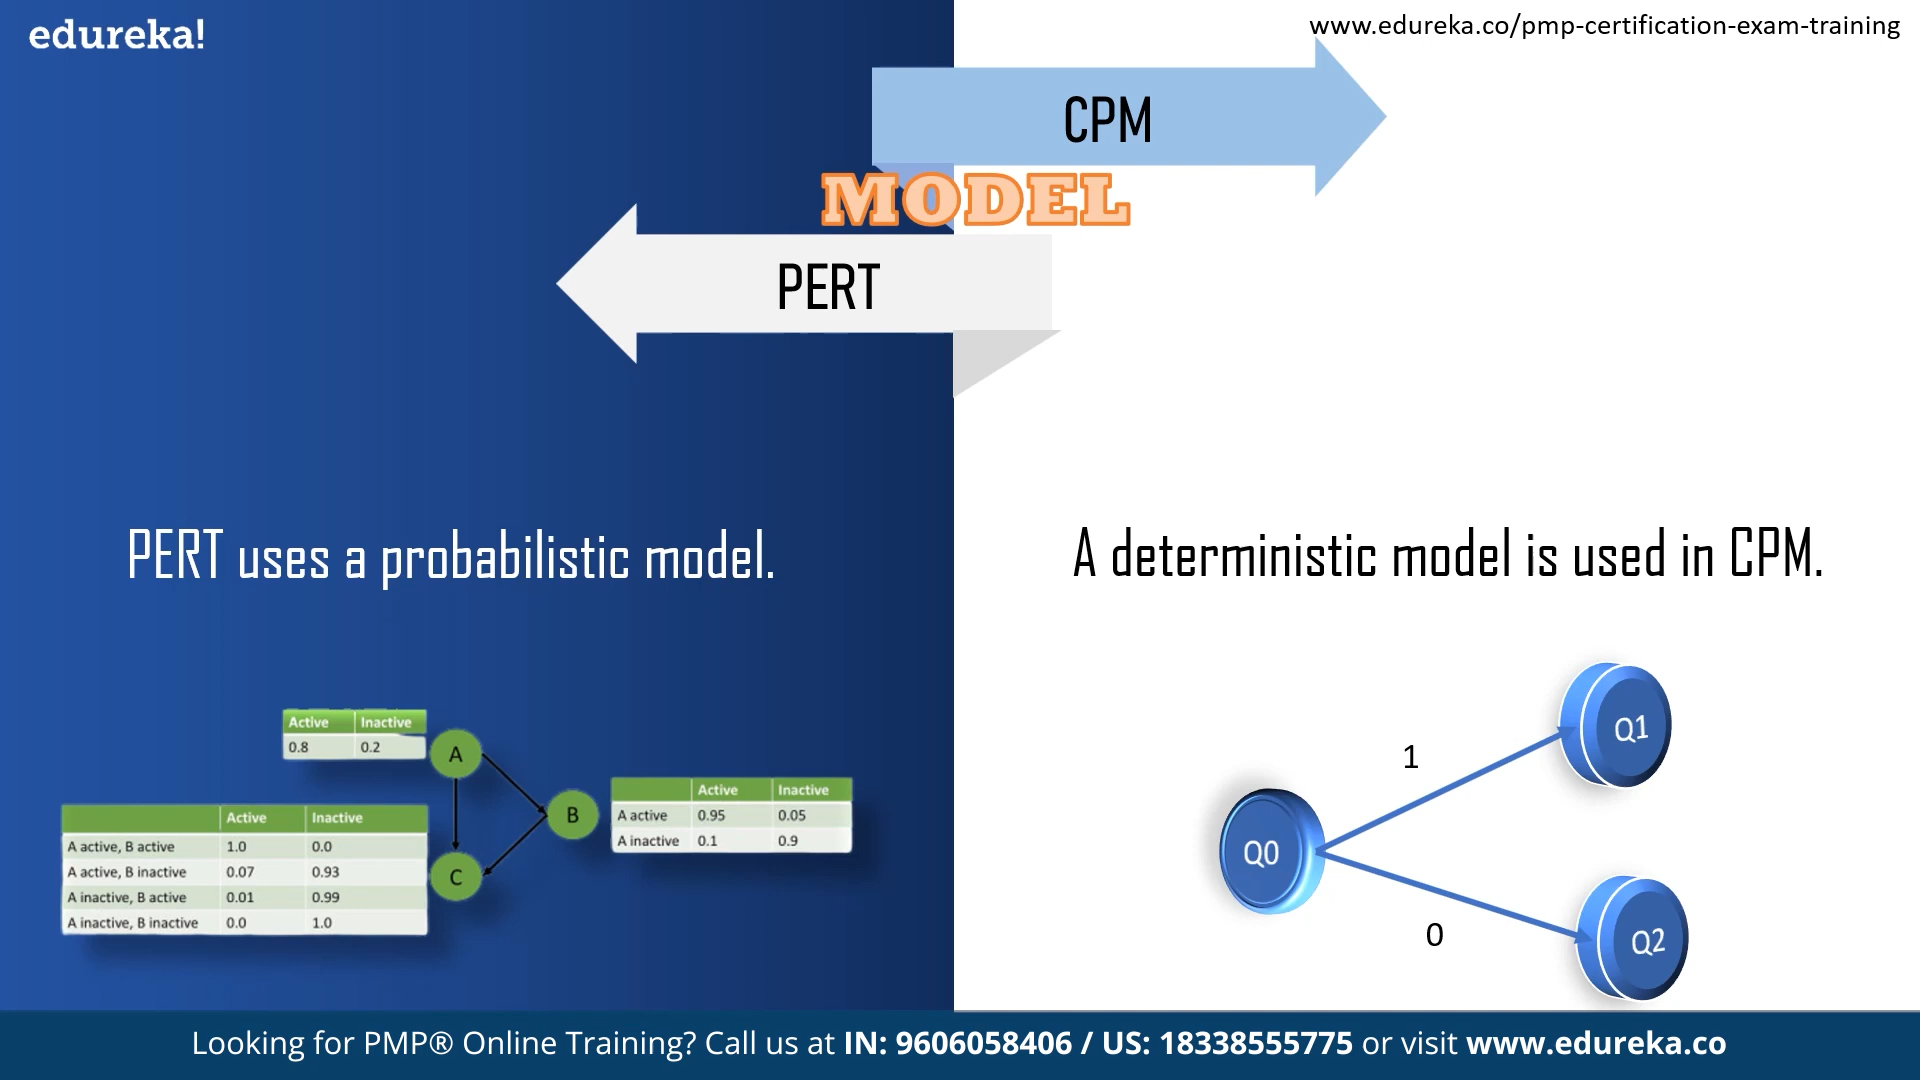 edureka!
www.edureka.co/pmp-certification-exam-training
CPM
MODEL
PERT
PERT uses a probabilistic model.
A deterministic model is used in CPM.
Active Inactive
0.8 0.2
A
B
C
Active Inactive
A active 0.95 0.05
A inactive 0.1 0.9
Active Inactive
A active, B active 1.0 0.0
A active, B inactive 0.07 0.93
A inactive, B active 0.01 0.99
A inactive, B inactive 0.0 1.0
Q1
1
Q0
0
Q2
Looking for PMP® Online Training? Call us at IN: 9606058406 / US: 18338555775 or visit www.edureka.co